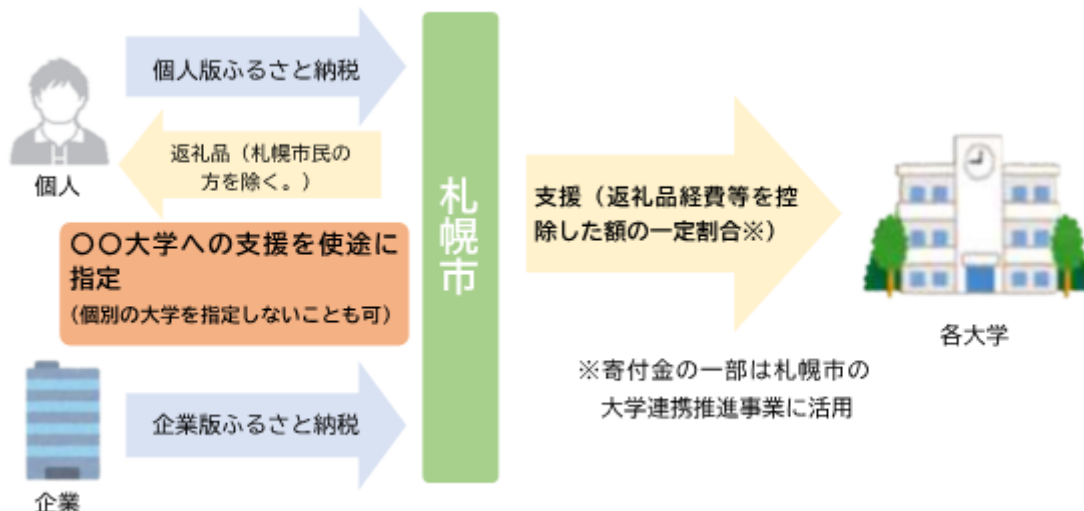 個人版ふるさと納税
返礼品（札幌市民の
方を除く。）
個人
〇〇大学への支援を使途に
指定
（個別の大学を指定しないことも可）
企業版ふるさと納税
企業
札幌市
支援（返礼品経費等を控
除した額の一定割合※）
各大学
※寄付金の一部は札幌市の
大学連携推進事業に活用